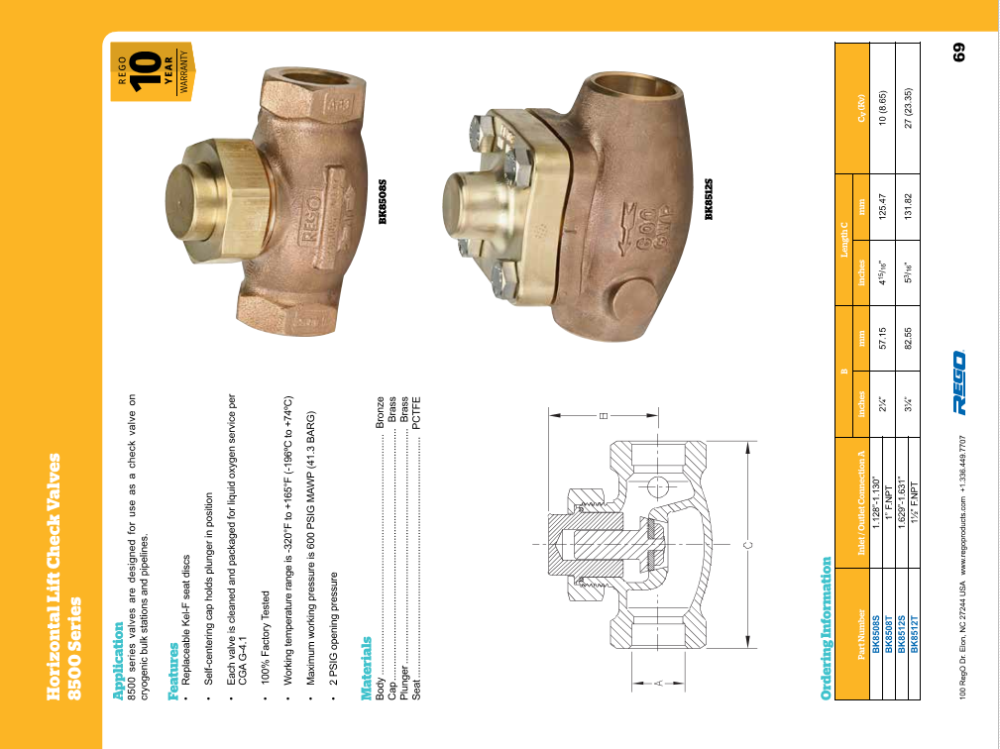 Horizontal Lift Check Valves
8500 Series
REGO
10
YEAR
WARRANTY
Application
8500 series valves are designed for use as a check valve on
cryogenic bulk stations and pipelines.
Features
• Replaceable Kel-F seat discs
• Self-centering cap holds plunger in position
• Each valve is cleaned and packaged for liquid oxygen service per
CGA G-4.1
• 100% Factory Tested
• Working temperature range is -320°F to +165°F (-196ºC to +74ºC)
• Maximum working pressure is 600 PSIG MAWP (41.3 BARG)
• 2 PSIG opening pressure
Materials
Body ............ Bronze
Cap ............ Brass
Plunger ............ Brass
Seat ............ PCTFE
REGO
BK8508S
600
BK8512S
A
B
C
Ordering Information
Part Number Inlet / Outlet Connection A B Length C Cv (Kv)
Inches mm Inches mm
BK8508S 1.128"-1.130" 2¼" 57.15 4 15/16" 125.47 10 (8.65)
BK8508T 1" F.NPT
BK8512S 1.629"-1.631" 3¼" 82.55 5 3/16" 131.82 27 (23.35)
BK8512T 1½" F.NPT
100 RegO Dr. Elon, NC 27244 USA www.regoproducts.com +1.336.449.7707
REGO
69